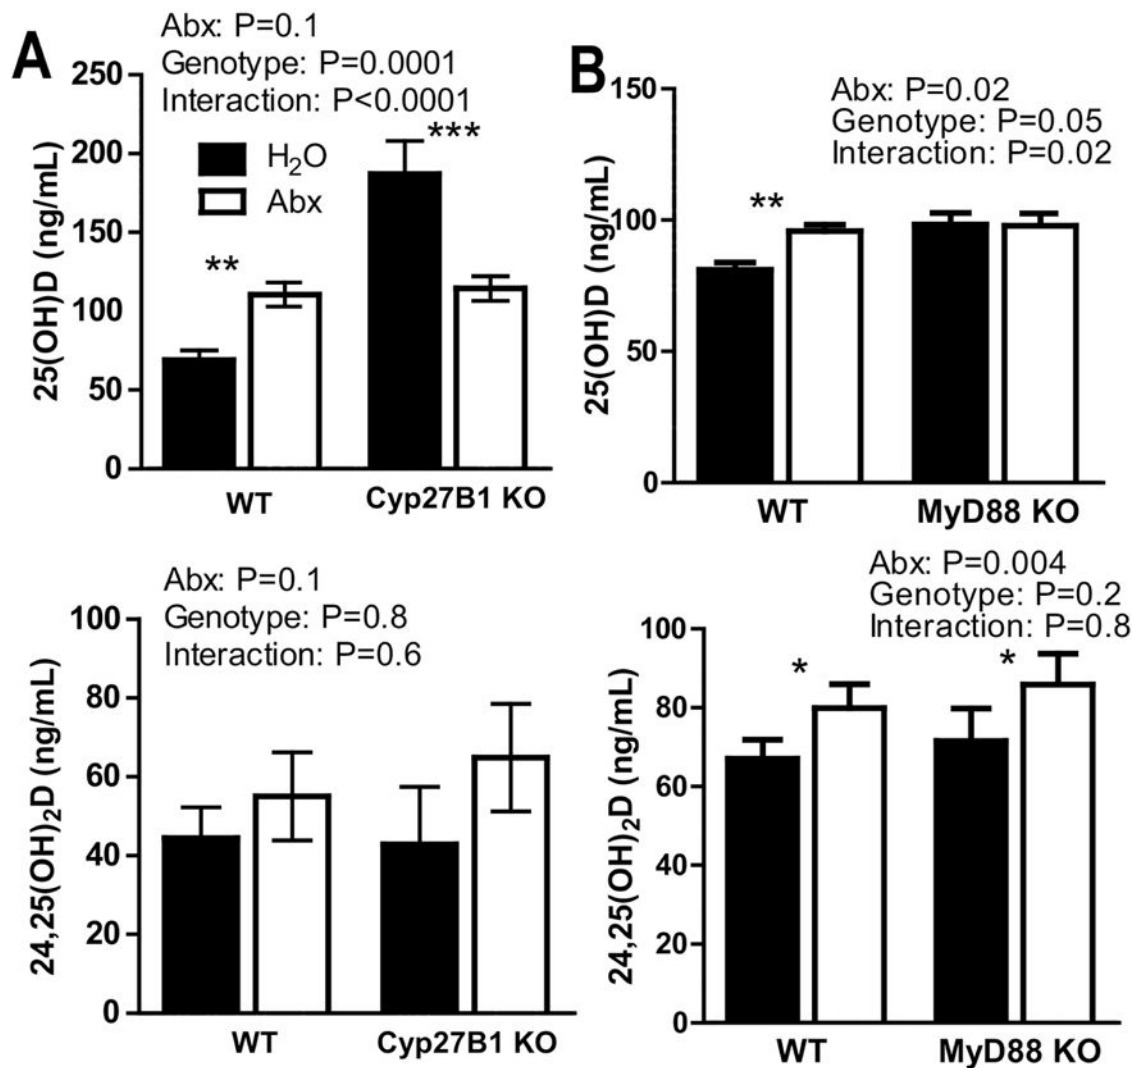 A
Abx: P=0.1
Genotype: P=0.0001
Interaction: P<0.0001
25(OH)D (ng/mL)
250
200
150
100
50
0
H₂O
Abx
**
***
WT
Cyp27B1 KO
B
Abx: P=0.02
Genotype: P=0.05
Interaction: P=0.02
25(OH)D (ng/mL)
150
100
50
0
**
WT
MyD88 KO
Abx: P=0.1
Genotype: P=0.8
Interaction: P=0.6
24,25(OH)₂D (ng/mL)
100
80
60
40
20
0
WT
Cyp27B1 KO
Abx: P=0.004
Genotype: P=0.2
Interaction: P=0.8
24,25(OH)₂D (ng/mL)
100
80
60
40
20
0
*
*
WT
MyD88 KO